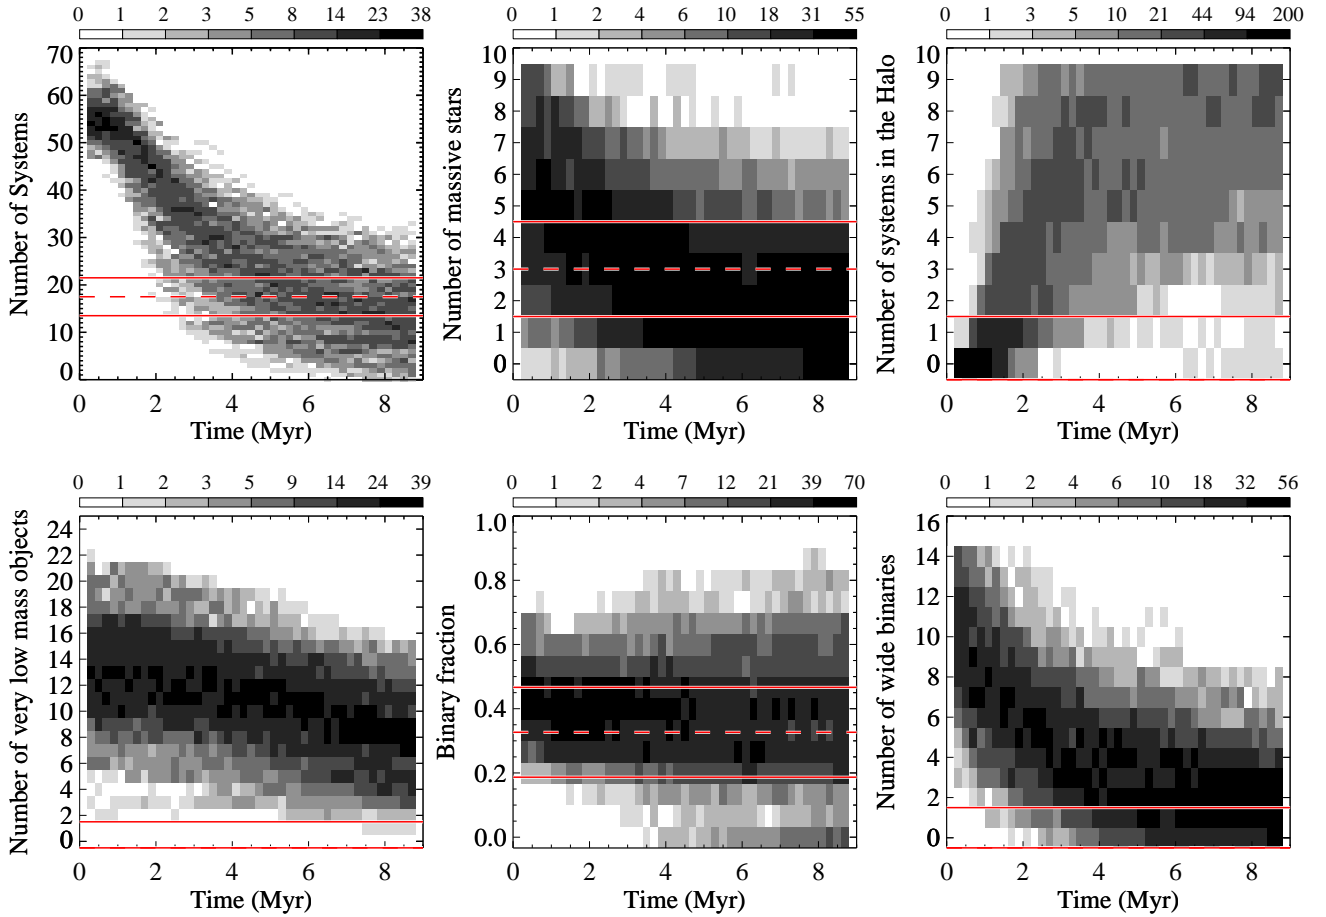 0 1 2 3 5 8 13 23 38
70
60
50
40
30
20
10
0
Number of Systems
0 2 4 6 8
Time (Myr)
0 1 2 4 6 10 18 31 55
10
9
8
7
6
5
4
3
2
1
0
Number of massive stars
0 2 4 6 8
Time (Myr)
0 1 3 5 10 21 44 94 200
10
9
8
7
6
5
4
3
2
1
0
Number of systems in the Halo
0 2 4 6 8
Time (Myr)
0 1 2 3 5 9 14 24 39
24
22
20
18
16
14
12
10
8
6
4
2
0
Number of very low mass objects
0 2 4 6 8
Time (Myr)
0 1 2 4 7 12 21 39 70
1.0
0.8
0.6
0.4
0.2
0.0
Binary fraction
0 2 4 6 8
Time (Myr)
0 1 2 4 6 10 18 32 56
16
14
12
10
8
6
4
2
0
Number of wide binaries
0 2 4 6 8
Time (Myr)